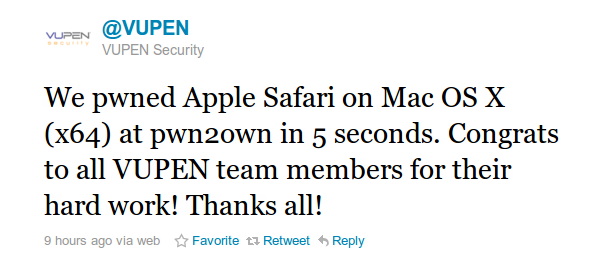 VUPEN
security
@VUPEN
VUPEN Security
We pwned Apple Safari on Mac OS X
(x64) at pwn2own in 5 seconds. Congrats
to all VUPEN team members for their
hard work! Thanks all!
9 hours ago via web Favorite Retweet Reply